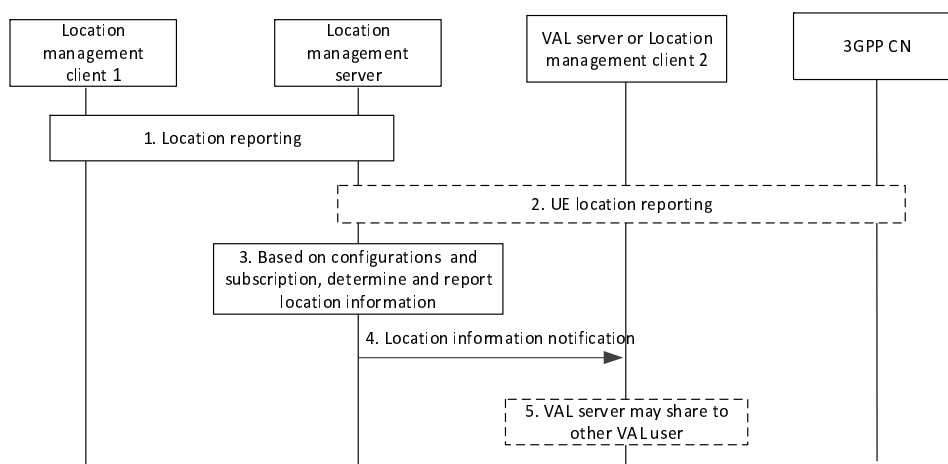 Location
management
client 1
Location
management
server
VAL server or Location
management client 2
3GPP CN
1. Location reporting
2. UE location reporting
3. Based on configurations and
subscription, determine and report
location information
4. Location information notification
5. VAL server may share to
other VAL user